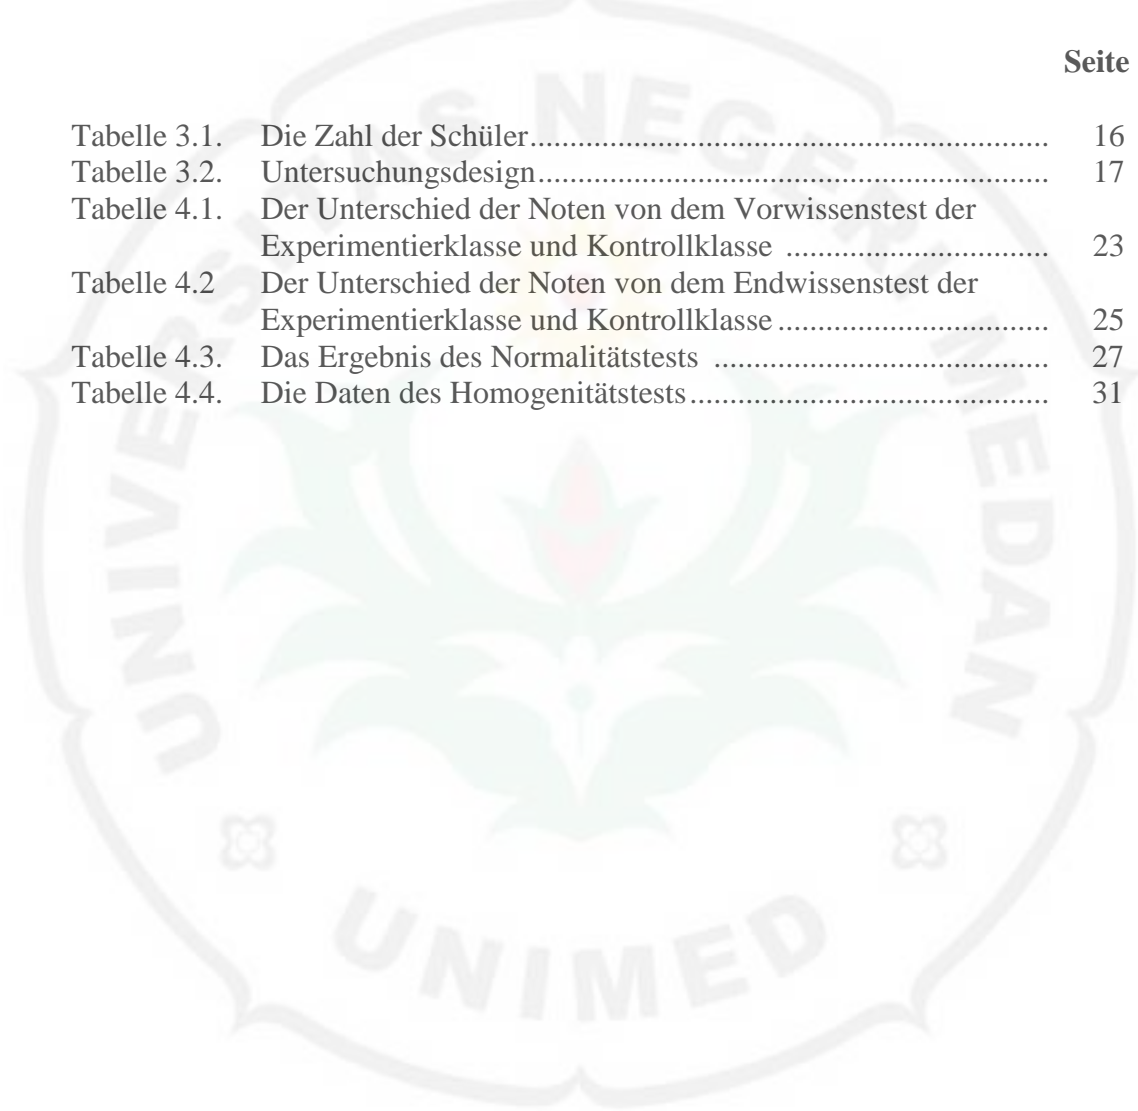 Seite
Tabelle 3.1. Die Zahl der Schüler................................................................ 16
Tabelle 3.2. Untersuchungsdesign............................................................... 17
Tabelle 4.1. Der Unterschied der Noten von dem Vorwissenstest der
Experimentierklasse und Kontrollklasse ................................ 23
Tabelle 4.2 Der Unterschied der Noten von dem Endwissenstest der
Experimentierklasse und Kontrollklasse ................................. 25
Tabelle 4.3. Das Ergebnis des Normalitätstests ......................................... 27
Tabelle 4.4. Die Daten des Homogenitätstests............................................ 31
UNIVERSITAS NEGERI MEDAN
UNIMED